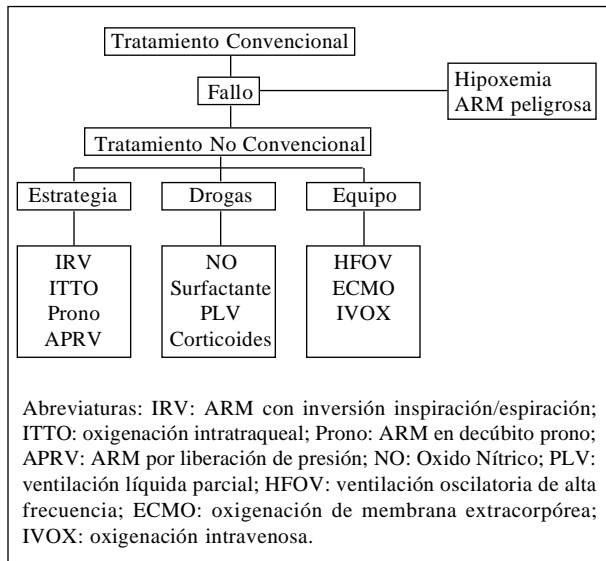 Tratamiento Convencional
Fallo
Hipoxemia
ARM peligrosa
Tratamiento No Convencional
Estrategia
Drogas
Equipo
IRV
ITTO
Prono
APRV
NO
Surfactante
PLV
Corticoides
HFOV
ECMO
IVOX
Abreviaturas: IRV: ARM con inversión inspiración/espiración;
ITTO: oxigenación intratraqueal; Prono: ARM en decúbito prono;
APRV: ARM por liberación de presión; NO: Oxido Nítrico; PLV:
ventilación líquida parcial; HFOV: ventilación oscilatoria de alta
frecuencia; ECMO: oxigenación de membrana extracorpórea;
IVOX: oxigenación intravenosa.